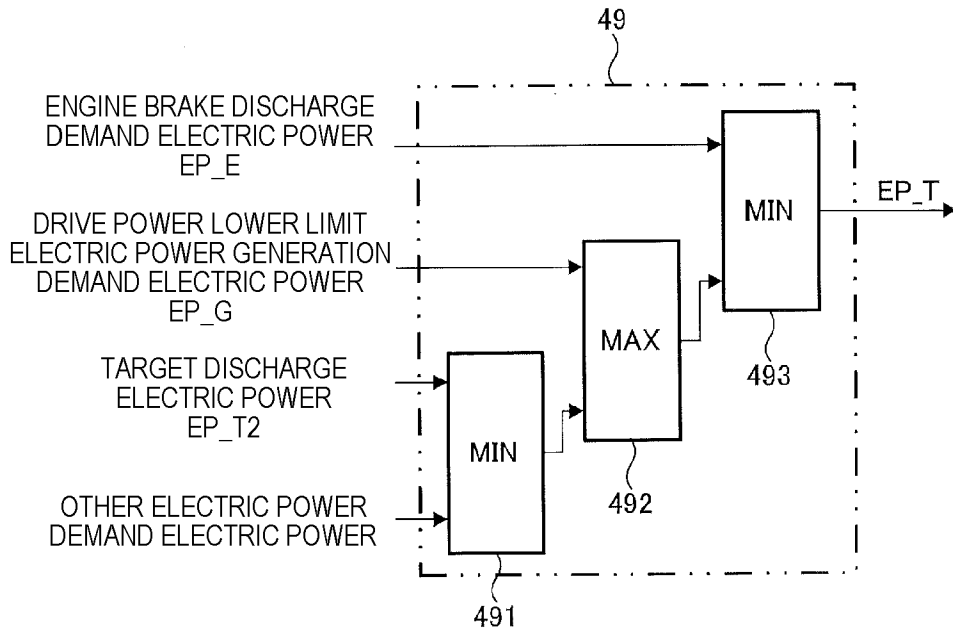 49
ENGINE BRAKE DISCHARGE
DEMAND ELECTRIC POWER
EP_E
DRIVE POWER LOWER LIMIT
ELECTRIC POWER GENERATION
DEMAND ELECTRIC POWER
EP_G
TARGET DISCHARGE
ELECTRIC POWER
EP_T2
OTHER ELECTRIC POWER
DEMAND ELECTRIC POWER
MIN
491
MAX
492
MIN
493
EP_T